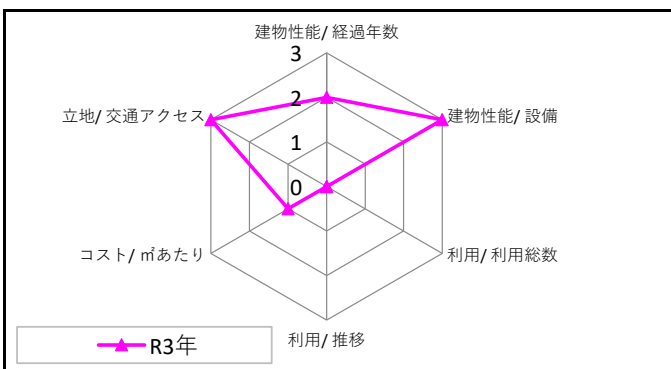 建物性能/ 経過年数
3
立地/ 交通アクセス
2
建物性能/ 設備
1
0
コスト/ ㎡あたり
利用/ 利用総数
利用/ 推移
R3年